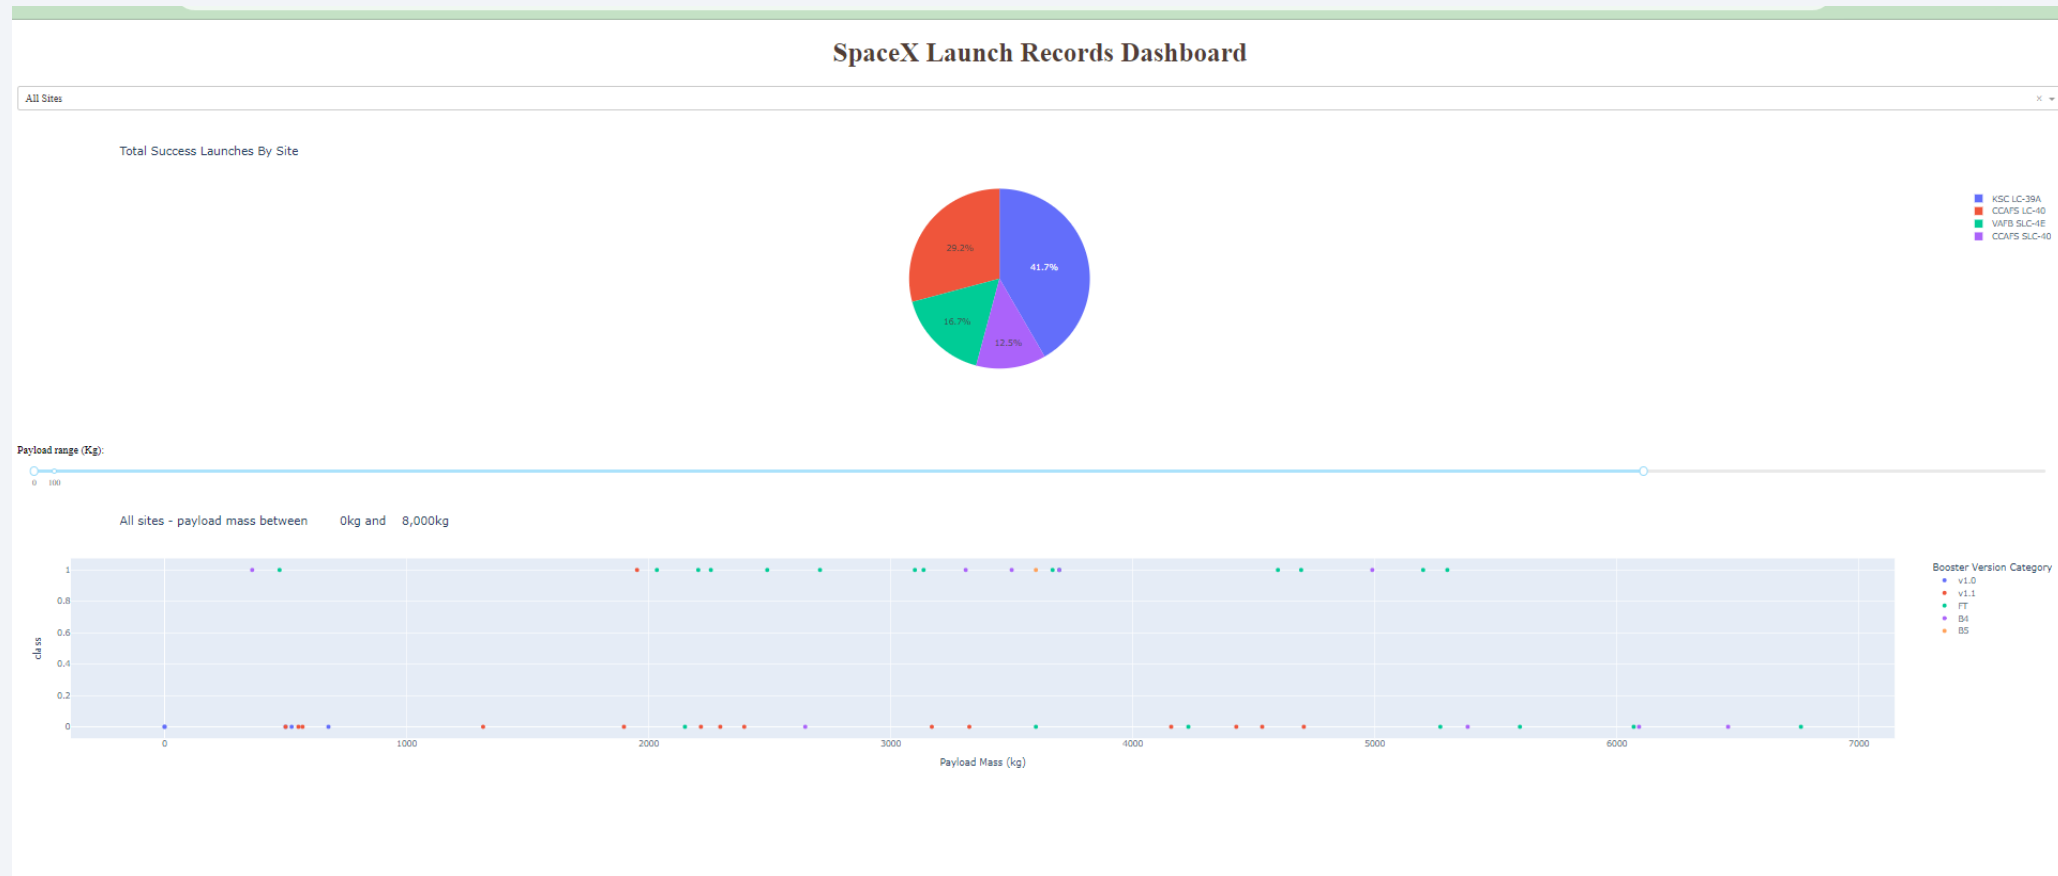 SpaceX Launch Records Dashboard
All Sites
×
Total Success Launches By Site
KSC LC-39A
CCAFS LC-40
VAFB SLC-4E
CCAFS SLC-40
29.2%
41.7%
16.7%
12.5%
Payload range (Kg):
0 100
All sites - payload mass between 0kg and 8,000kg
Booster Version Category
v1.0
v1.1
FT
B4
B5
1
0.8
0.6
0.4
0.2
0
class
0 1000 2000 3000 4000 5000 6000 7000
Payload Mass (kg)